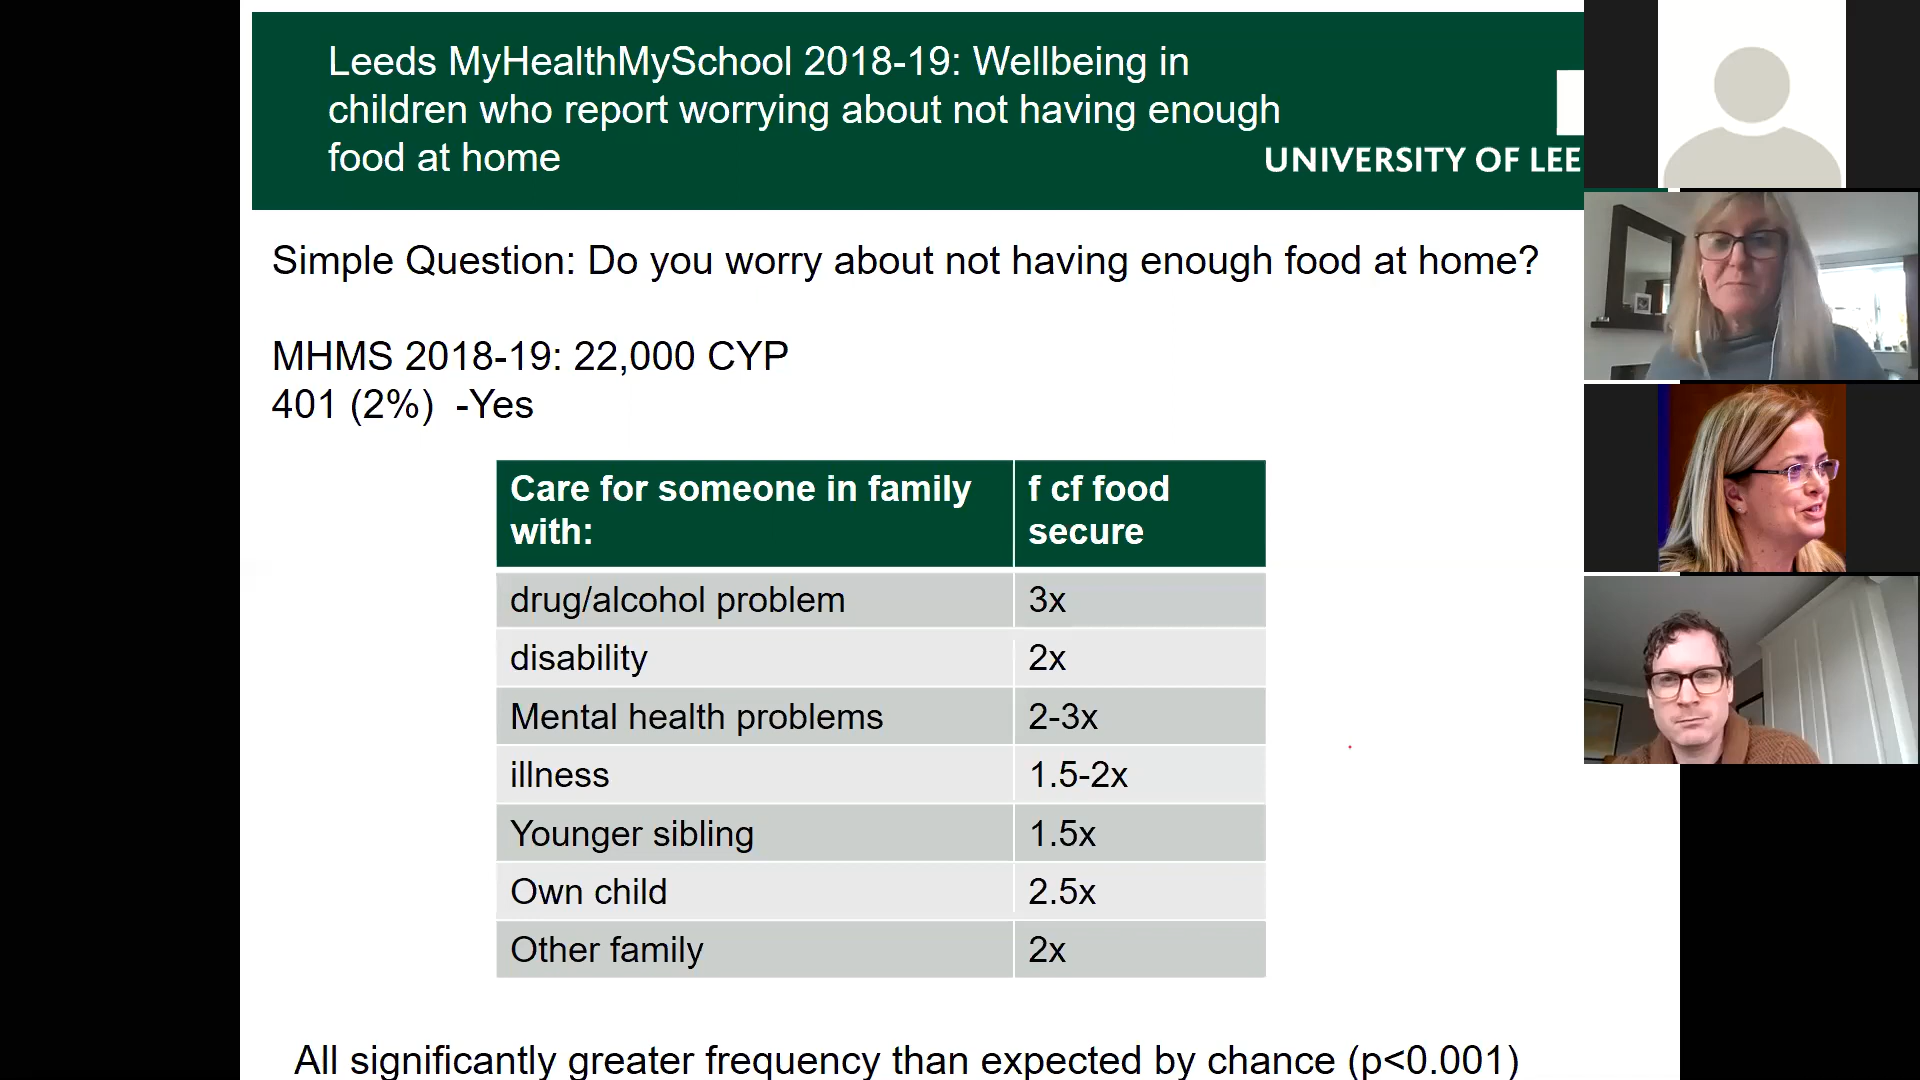 Leeds MyHealthMySchool 2018-19: Wellbeing in
children who report worrying about not having enough
food at home
UNIVERSITY OF LEE
Simple Question: Do you worry about not having enough food at home?
MHMS 2018-19: 22,000 CYP
401 (2%) -Yes
Care for someone in family with:
f cf food secure
drug/alcohol problem 3x
disability 2x
Mental health problems 2-3x
illness 1.5-2x
Younger sibling 1.5x
Own child 2.5x
Other family 2x
All significantly greater frequency than expected by chance (p<0.001)